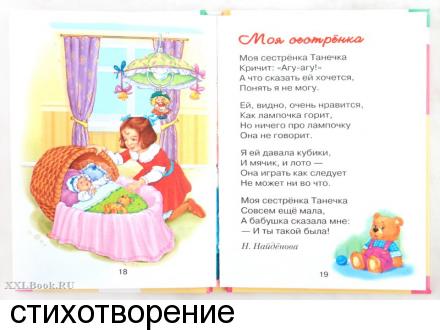 Моя сестрёнка
Моя сестрёнка Танечка
Кричит: «Агу-агу!»
А что сказать ей хочется,
Понять я не могу.
Ей, видно, очень нравится,
Как лампочка горит,
Но ничего про лампочку
Она не говорит.
Я ей давала кубики,
И мячик, и лото —
Она играть как следует
Не может ни во что.
Моя сестрёнка Танечка
Совсем ещё мала,
А бабушка сказала мне:
— И ты такой была!
Н. Найдёнова
18
19
XXLBook.RU
стихотворение